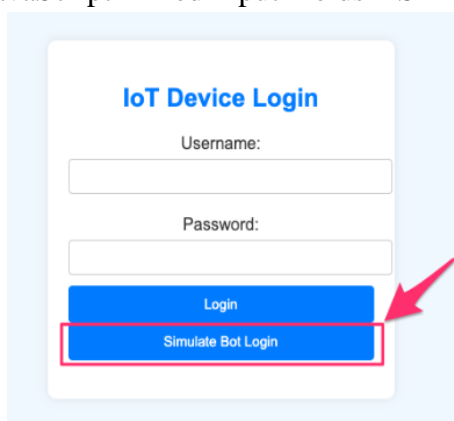 IoT Device Login
Username:
Password:
Login
Simulate Bot Login